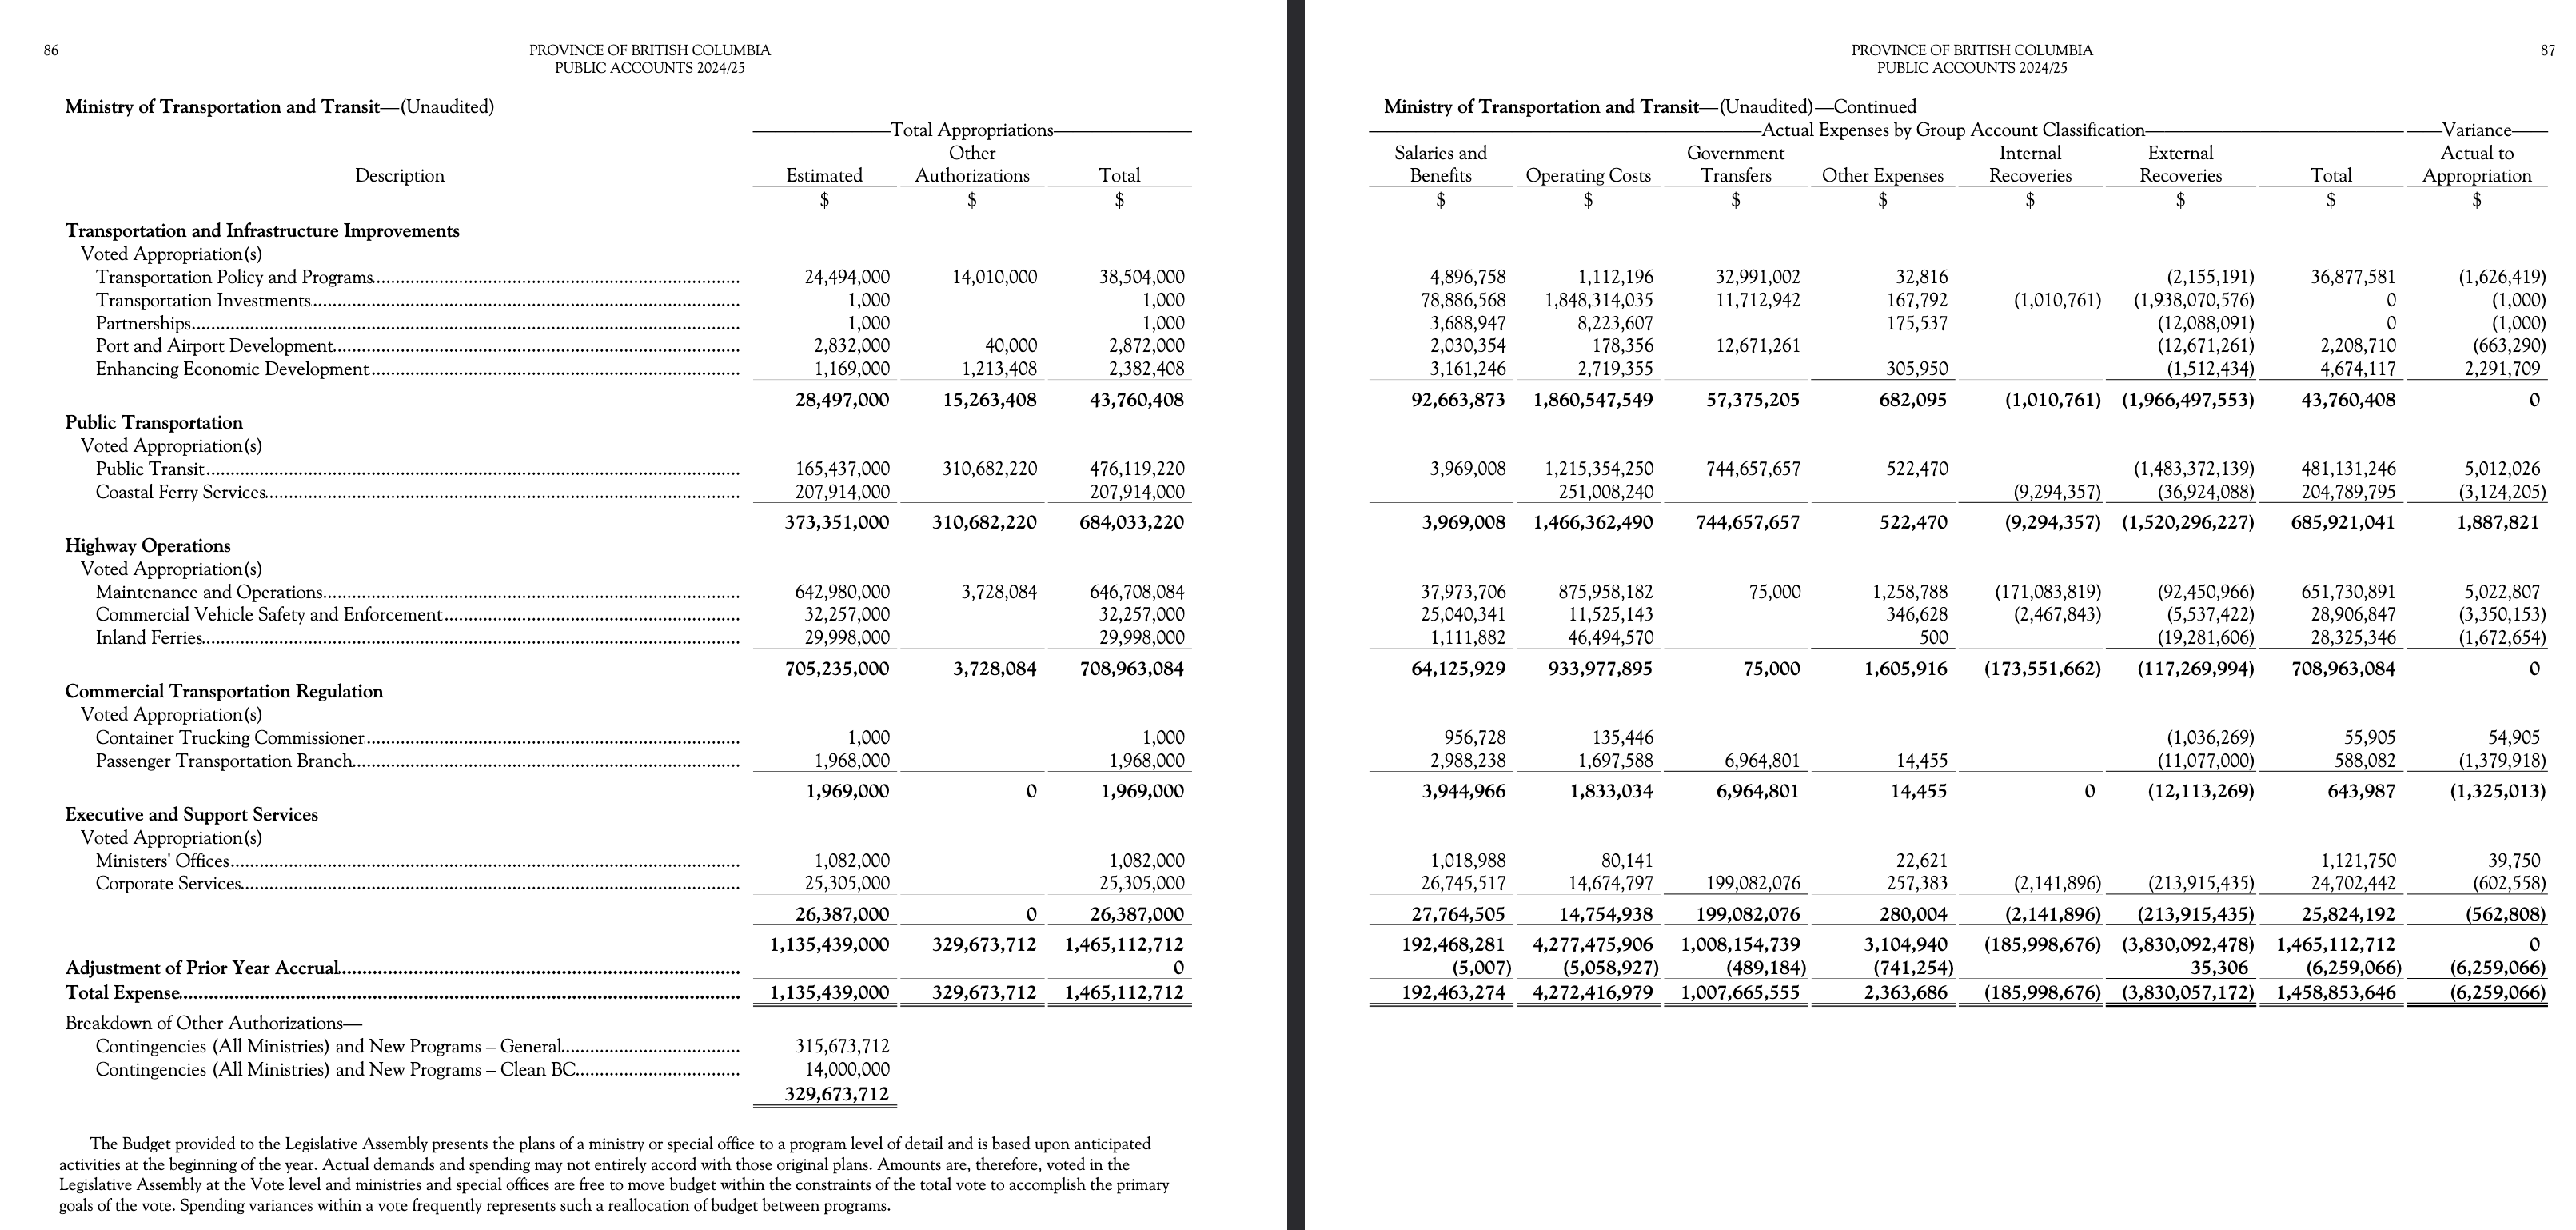 86
PROVINCE OF BRITISH COLUMBIA
PUBLIC ACCOUNTS 2024/25
Ministry of Transportation and Transit—(Unaudited)
Total Appropriations
Other
Description Estimated Authorizations Total
$ $ $
Transportation and Infrastructure Improvements
Voted Appropriation(s)
Transportation Policy and Programs 24,494,000 14,010,000 38,504,000
Transportation Investments 1,000 1,000
Partnerships 1,000 1,000
Port and Airport Development 2,832,000 40,000 2,872,000
Enhancing Economic Development 1,169,000 1,213,408 2,382,408
28,497,000 15,263,408 43,760,408
Public Transportation
Voted Appropriation(s)
Public Transit 165,437,000 310,682,220 476,119,220
Coastal Ferry Services 207,914,000 207,914,000
373,351,000 310,682,220 684,033,220
Highway Operations
Voted Appropriation(s)
Maintenance and Operations 642,980,000 3,728,084 646,708,084
Commercial Vehicle Safety and Enforcement 32,257,000 32,257,000
Inland Ferries 29,998,000 29,998,000
705,235,000 3,728,084 708,963,084
Commercial Transportation Regulation
Voted Appropriation(s)
Container Trucking Commissioner 1,000 1,000
Passenger Transportation Branch 1,968,000 1,968,000
1,969,000 0 1,969,000
Executive and Support Services
Voted Appropriation(s)
Ministers' Offices 1,082,000 1,082,000
Corporate Services 25,305,000 25,305,000
26,387,000 0 26,387,000
1,135,439,000 329,673,712 1,465,112,712
Adjustment of Prior Year Accrual 0
Total Expense 1,135,439,000 329,673,712 1,465,112,712
Breakdown of Other Authorizations—
Contingencies (All Ministries) and New Programs – General 315,673,712
Contingencies (All Ministries) and New Programs – Clean BC 14,000,000
329,673,712
The Budget provided to the Legislative Assembly presents the plans of a ministry or special office to a program level of detail and is based upon anticipated
activities at the beginning of the year. Actual demands and spending may not entirely accord with those original plans. Amounts are, therefore, voted in the
Legislative Assembly at the Vote level and ministries and special offices are free to move budget within the constraints of the total vote to accomplish the primary
goals of the vote. Spending variances within a vote frequently represents such a reallocation of budget between programs.
PROVINCE OF BRITISH COLUMBIA
PUBLIC ACCOUNTS 2024/25
87
Ministry of Transportation and Transit—(Unaudited)—Continued
Actual Expenses by Group Account Classification Variance
Salaries and Government Internal External Actual to
Benefits Operating Costs Transfers Other Expenses Recoveries Recoveries Total Appropriation
$ $ $ $ $ $ $ $
4,896,758 1,112,196 32,991,002 32,816 (2,155,191) 36,877,581 (1,626,419)
78,886,568 1,848,314,035 11,712,942 167,792 (1,010,761) (1,938,070,576) 0 (1,000)
3,688,947 8,223,607 175,537 (12,088,091) 0 (1,000)
2,030,354 178,356 12,671,261 (12,671,261) 2,208,710 (663,290)
3,161,246 2,719,355 305,950 (1,512,434) 4,674,117 2,291,709
92,663,873 1,860,547,549 57,375,205 682,095 (1,010,761) (1,966,497,553) 43,760,408 0
3,969,008 1,215,354,250 744,657,657 522,470 (1,483,372,139) 481,131,246 5,012,026
251,008,240 (9,294,357) (36,924,088) 204,789,795 (3,124,205)
3,969,008 1,466,362,490 744,657,657 522,470 (9,294,357) (1,520,296,227) 685,921,041 1,887,821
37,973,706 875,958,182 75,000 1,258,788 (171,083,819) (92,450,966) 651,730,891 5,022,807
25,040,341 11,525,143 346,628 (2,467,843) (5,537,422) 28,906,847 (3,350,153)
1,111,882 46,494,570 500 (19,281,606) 28,325,346 (1,672,654)
64,125,929 933,977,895 75,000 1,605,916 (173,551,662) (117,269,994) 708,963,084 0
956,728 135,446 (1,036,269) 55,905 54,905
2,988,238 1,697,588 6,964,801 14,455 (11,077,000) 588,082 (1,379,918)
3,944,966 1,833,034 6,964,801 14,455 0 (12,113,269) 643,987 (1,325,013)
1,018,988 80,141 22,621 1,121,750 39,750
26,745,517 14,674,797 199,082,076 257,383 (2,141,896) (213,915,435) 24,702,442 (602,558)
27,764,505 14,754,938 199,082,076 280,004 (2,141,896) (213,915,435) 25,824,192 (562,808)
192,468,281 4,277,475,906 1,008,154,739 3,104,940 (185,998,676) (3,830,092,478) 1,465,112,712 0
(5,007) (5,058,927) (489,184) (741,254) 35,306 (6,259,066) (6,259,066)
192,463,274 4,272,416,979 1,007,665,555 2,363,686 (185,998,676) (3,830,057,172) 1,458,853,646 (6,259,066)